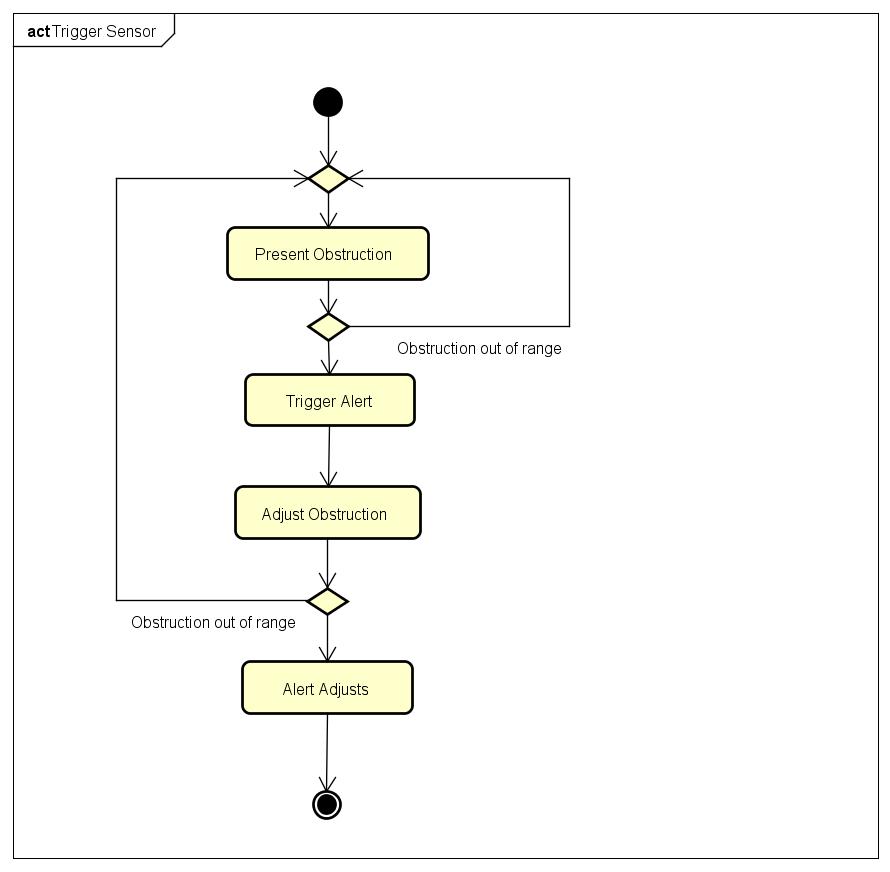 act Trigger Sensor
Present Obstruction
Obstruction out of range
Trigger Alert
Adjust Obstruction
Obstruction out of range
Alert Adjusts